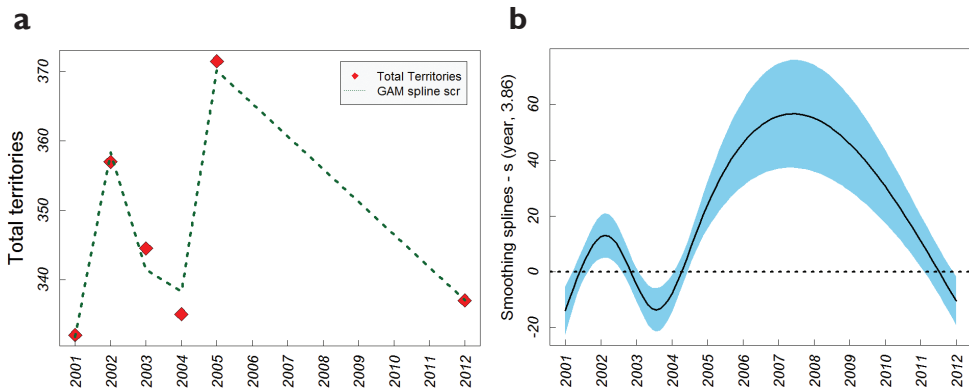 a
Total territories
370
360
350
340
Total Territories
GAM spline scr
2001 2002 2003 2004 2005 2006 2007 2008 2009 2010 2011 2012
b
Smoothing splines - s (year, 3.86)
60
40
20
0
-20
2001 2002 2003 2004 2005 2006 2007 2008 2009 2010 2011 2012